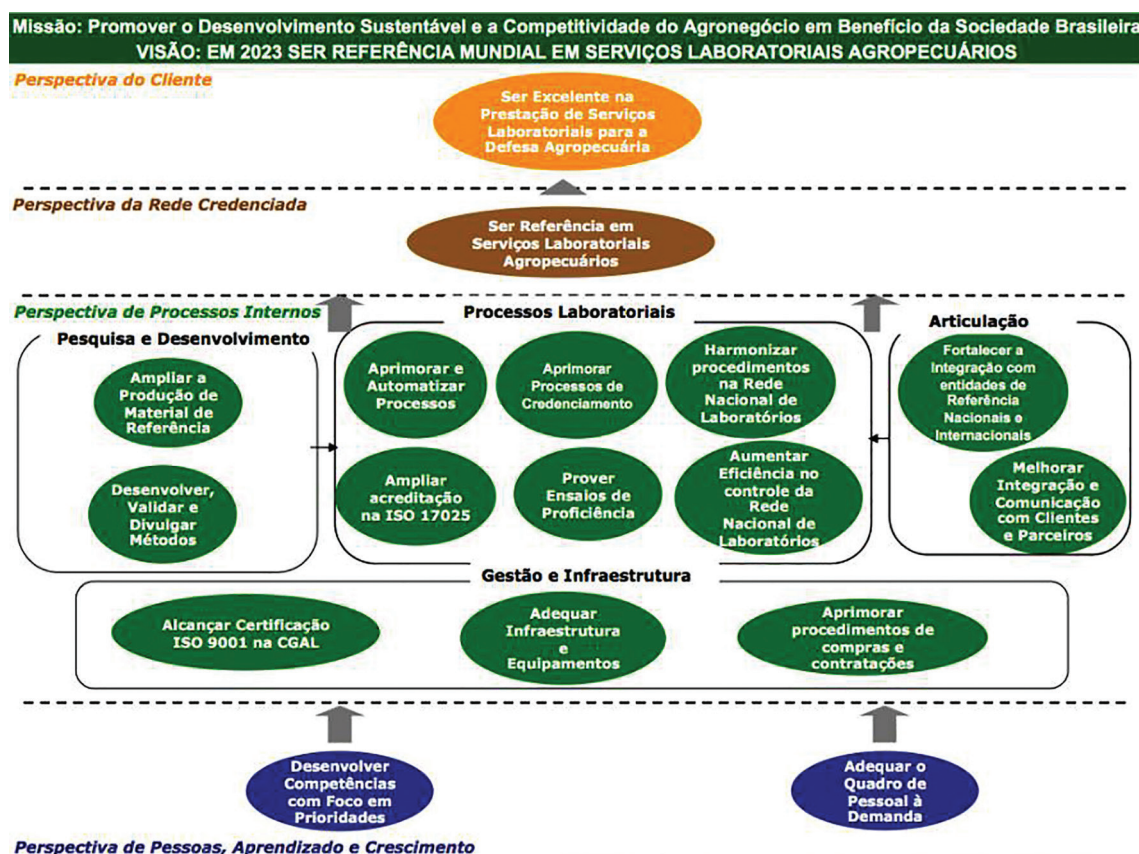 Missão: Promover o Desenvolvimento Sustentável e a Competitividade do Agronegócio em Benefício da Sociedade Brasileira
VISÃO: EM 2023 SER REFERÊNCIA MUNDIAL EM SERVIÇOS LABORATORIAIS AGROPECUÁRIOS
Perspectiva do Cliente
Ser Excelente na
Prestação de Serviços
Laboratoriais para a
Defesa Agropecuária
Perspectiva da Rede Credenciada
Ser Referência em
Serviços Laboratoriais
Agropecuários
Perspectiva de Processos Internos
Pesquisa e Desenvolvimento
Ampliar a
Produção de
Material de
Referência
Desenvolver,
Validar e
Divulgar
Métodos
Processos Laboratoriais
Aprimorar e
Automatizar
Processos
Aprimorar
Processos de
Credenciamento
Harmonizar
procedimentos
na Rede
Nacional de
Laboratórios
Ampliar
acreditação
na ISO 17025
Prover
Ensaios de
Proficiência
Aumentar
Eficiência no
controle da
Rede
Nacional de
Laboratórios
Articulação
Fortalecer a
Integração com
entidades de
Referência
Nacionais e
Internacionais
Melhorar
Integração e
Comunicação
com Clientes
e Parceiros
Gestão e Infraestrutura
Alcançar Certificação
ISO 9001 na CGAL
Adequar
Infraestrutura
e
Equipamentos
Aprimorar
procedimentos de
compras e
contratações
Desenvolver
Competências
com Foco em
Prioridades
Adequar o
Quadro de
Pessoal à
Demanda
Perspectiva de Pessoas, Aprendizado e Crescimento